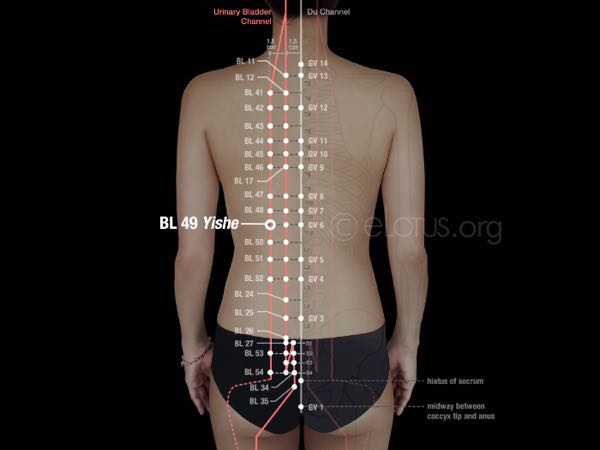 Urinary Bladder
Channel
Du Channel
1.5
cun
1.5
cun
BL 11
GV 14
GV 13
BL 12
BL 41
BL 42
GV 12
BL 43
BL 44
GV 11
BL 45
GV 10
BL 46
GV 9
BL 17
BL 47
GV 8
BL 48
GV 7
BL 49 Yishe
GV 6
© eLOTUS.org
BL 50
BL 51
GV 5
BL 52
GV 4
BL 24
BL 25
GV 3
BL 26
BL 27
S1
BL 53
S2
S3
BL 54
S4
hiatus of sacrum
BL 34
BL 35
GV 1
midway between
coccyx tip and anus